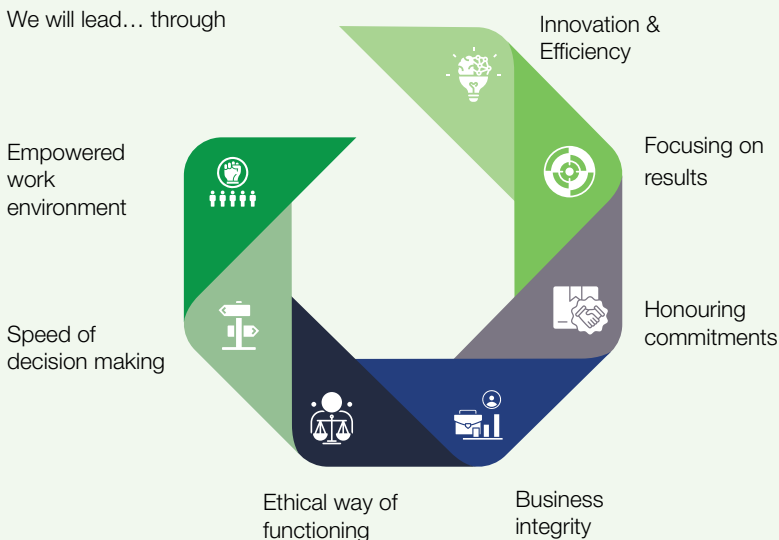 We will lead… through
Innovation &
Efficiency
Focusing on
results
Honouring
commitments
Business
integrity
Ethical way of
functioning
Speed of
decision making
Empowered
work
environment